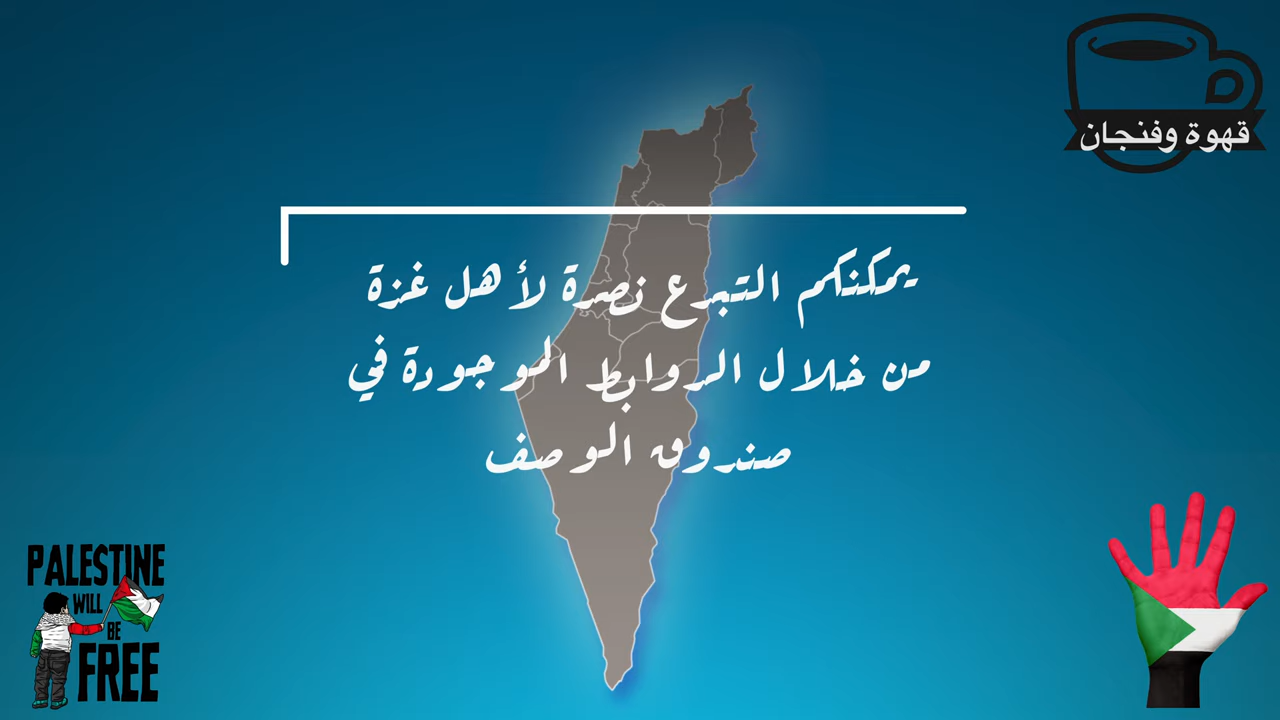 قهوة وفنجان
يمكنكم التبرع نصرة لأهل غزة
من خلال الروابط الموجودة في
صندوق الوصف
PALESTINE
WILL
BE
FREE